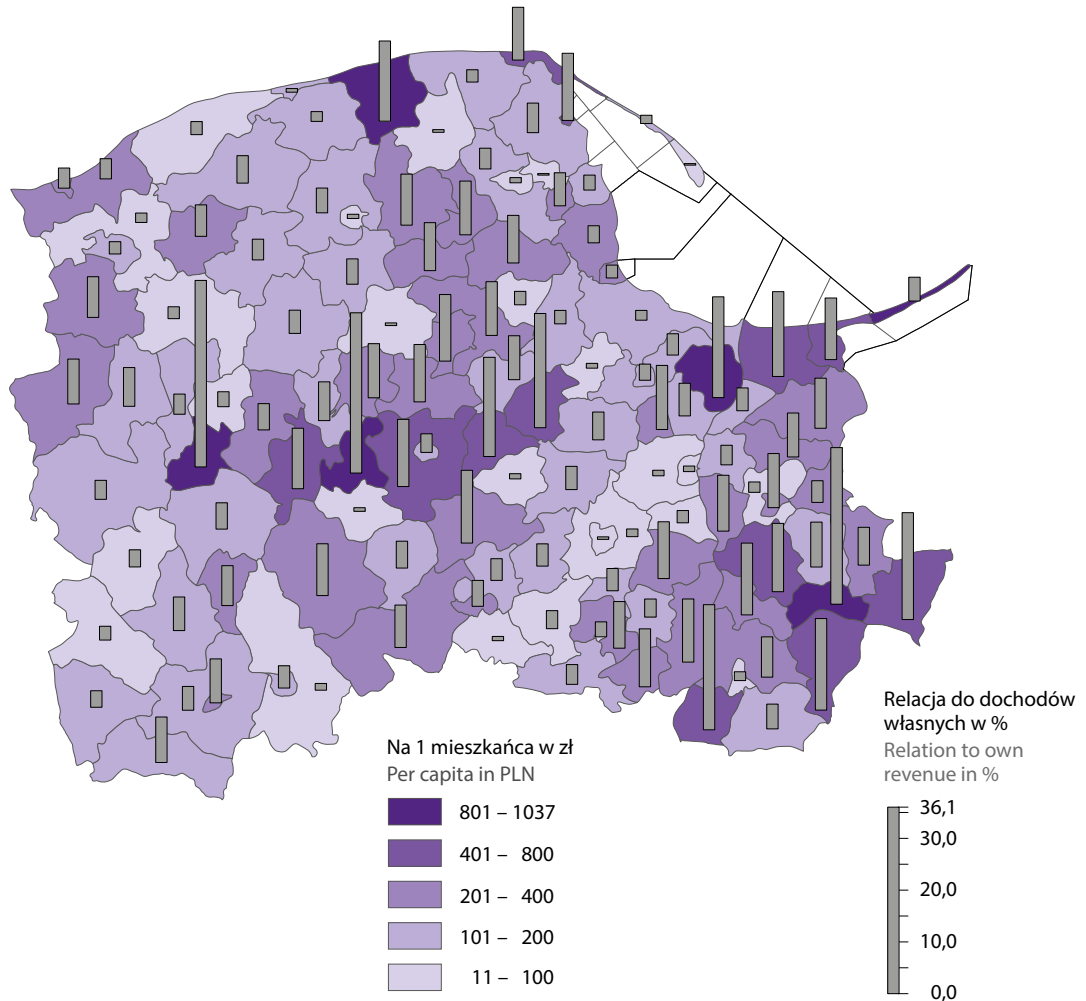 Na 1 mieszkańca w zł
Per capita in PLN
801 – 1037
401 – 800
201 – 400
101 – 200
11 – 100
Relacja do dochodów
własnych w %
Relation to own
revenue in %
36,1
30,0
20,0
10,0
0,0